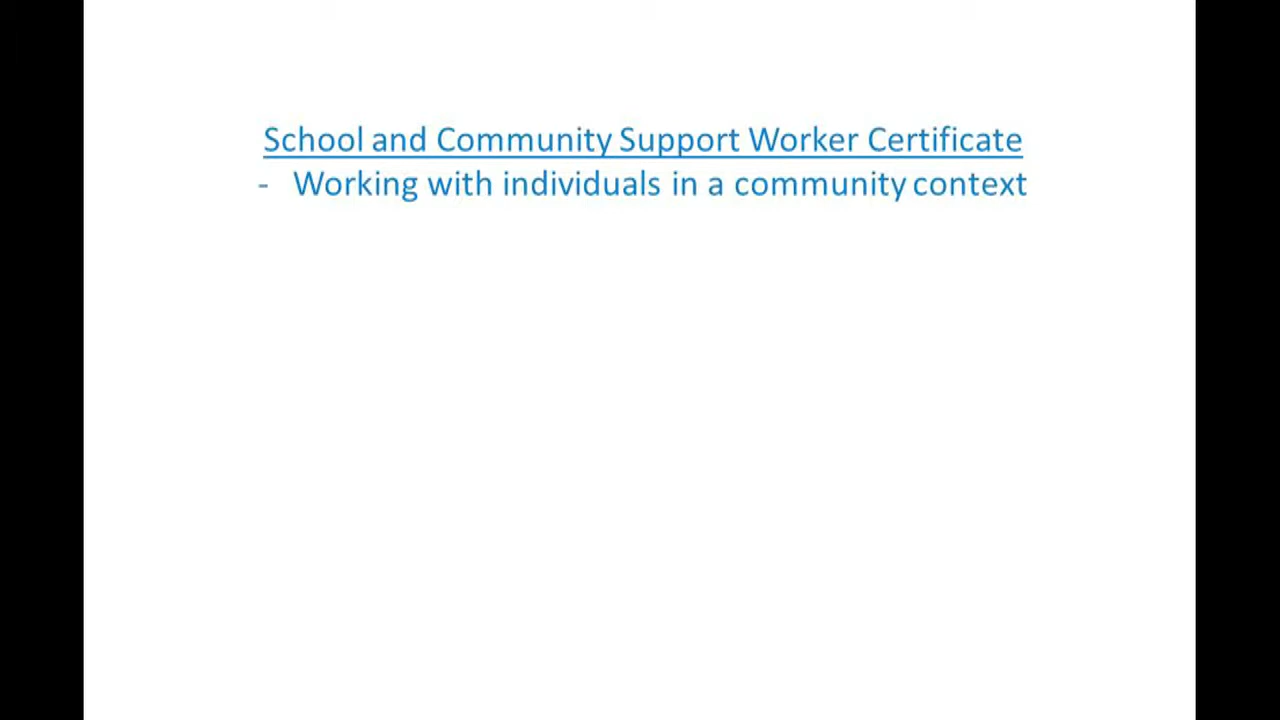 School and Community Support Worker Certificate
- Working with individuals in a community context